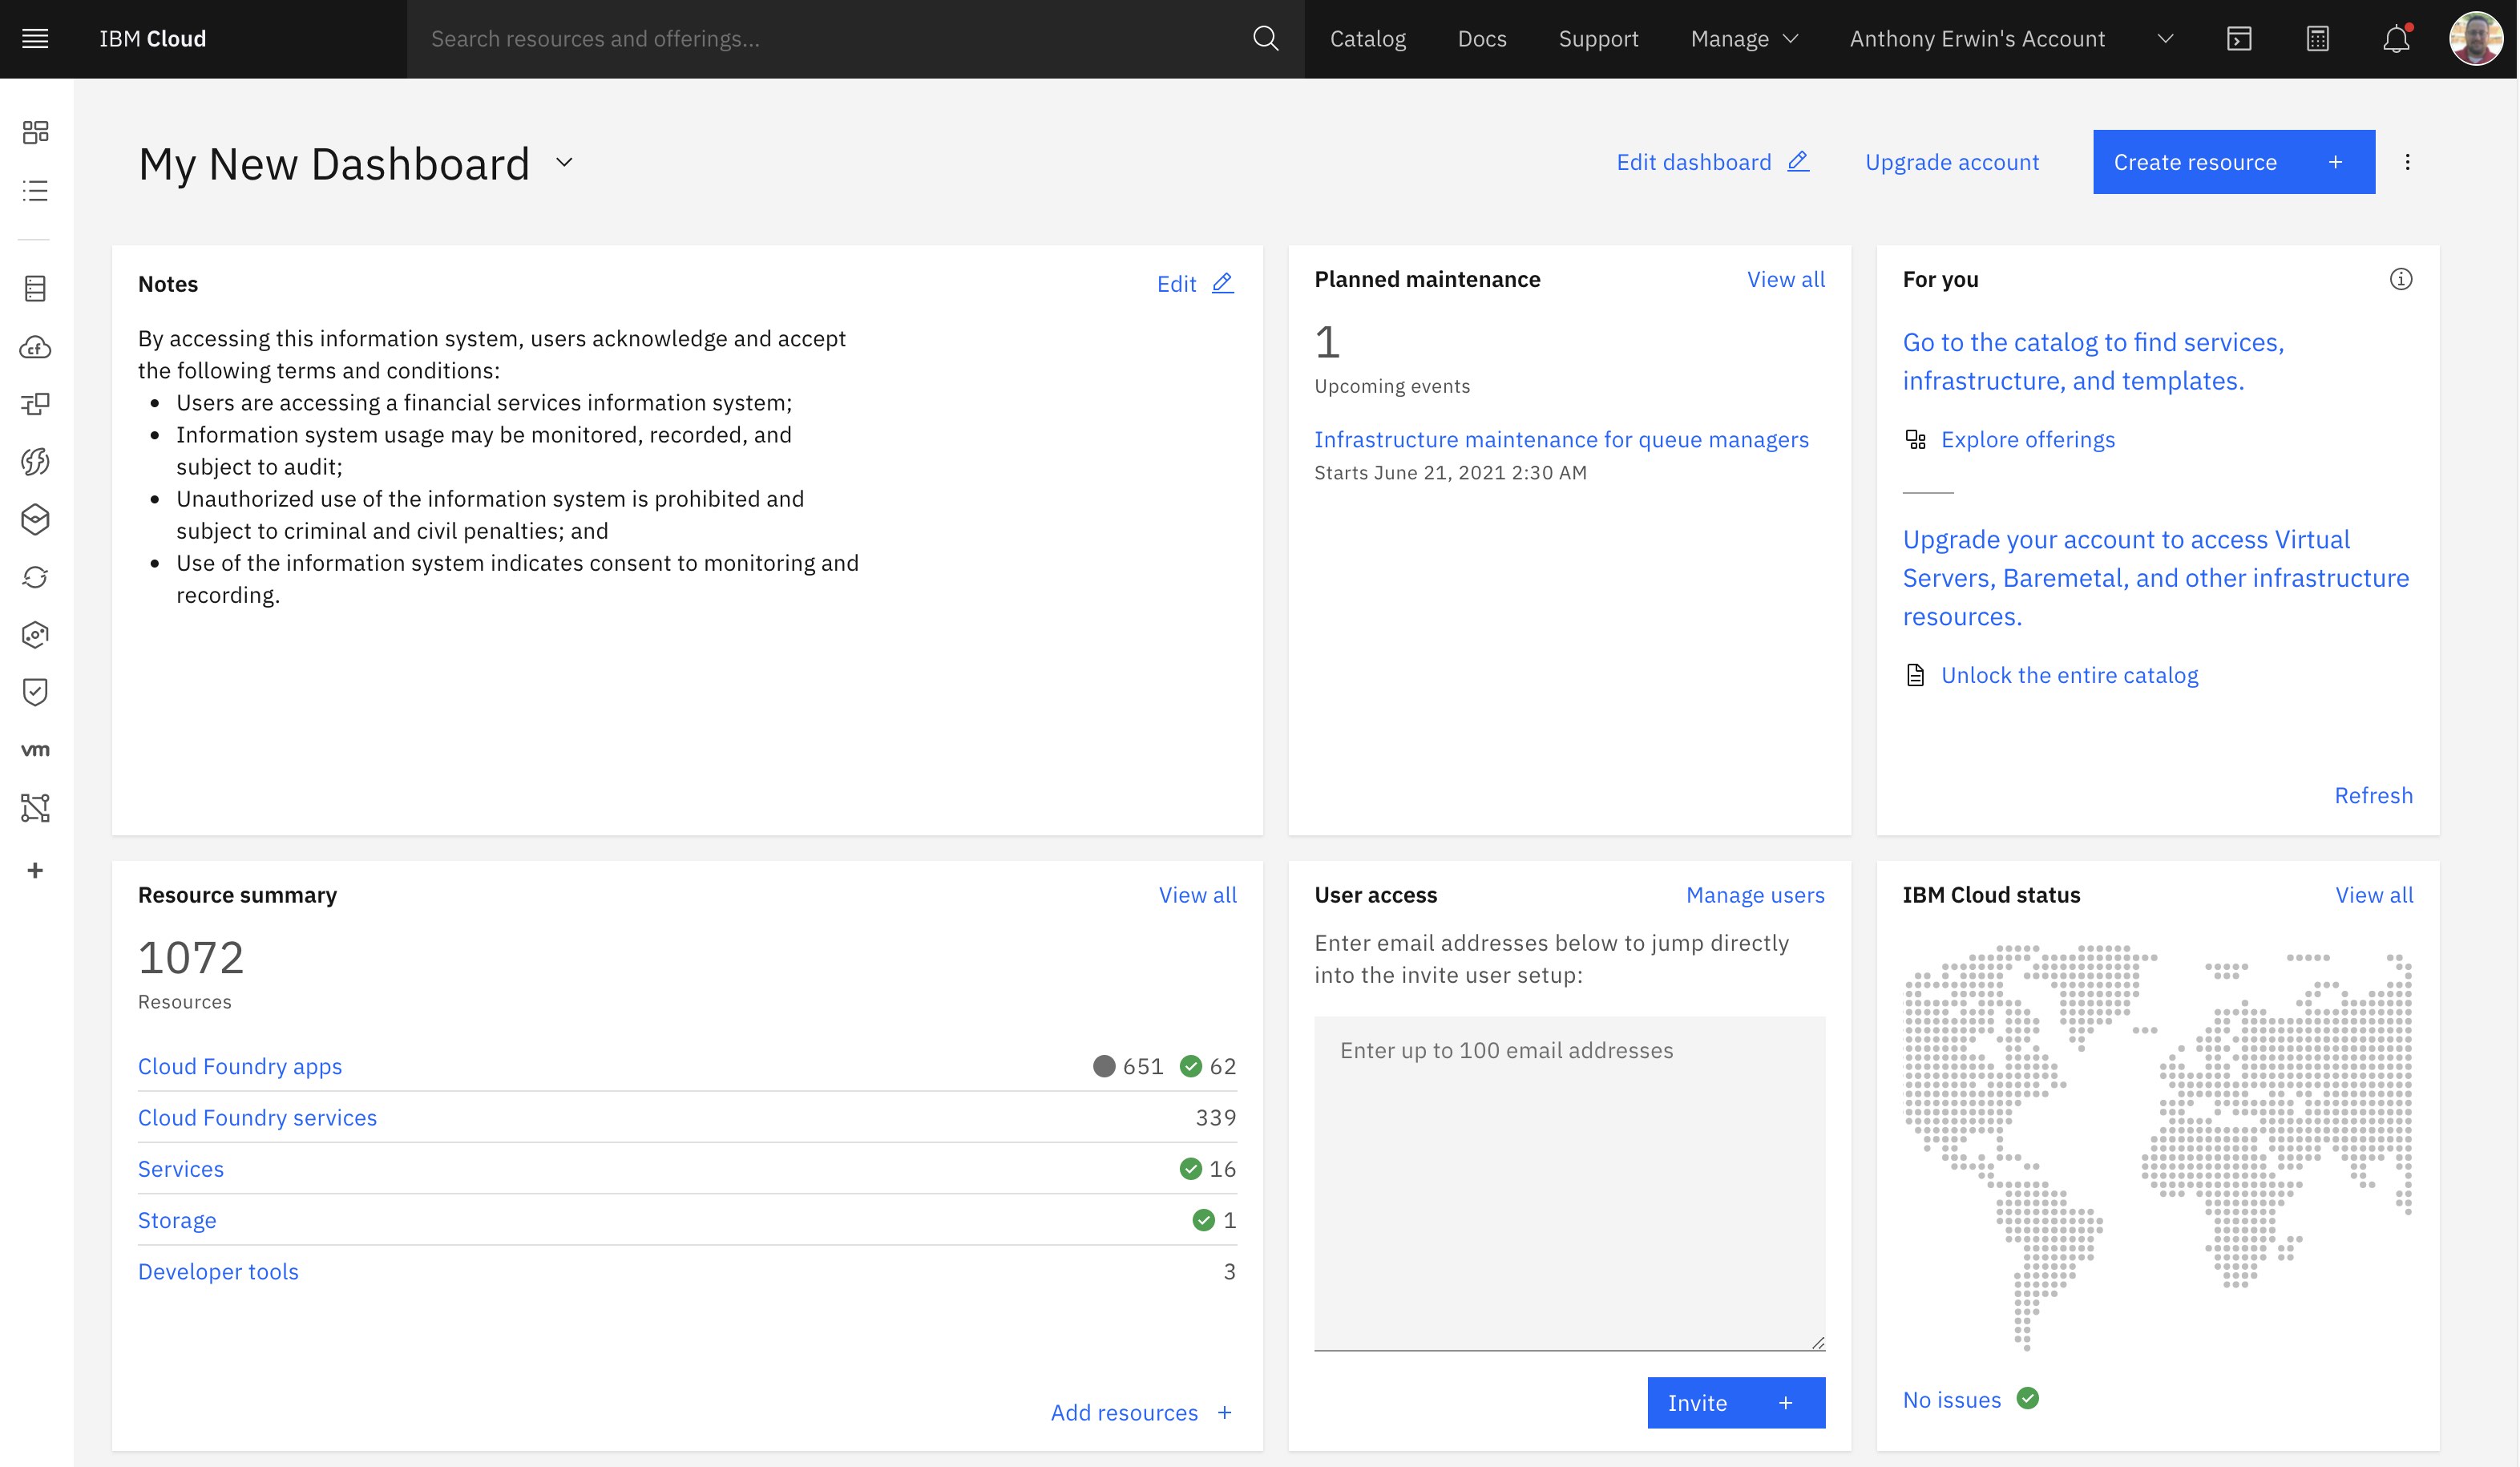 IBM Cloud
Search resources and offerings...
Catalog
Docs
Support
Manage
Anthony Erwin's Account
My New Dashboard
Edit dashboard
Upgrade account
Create resource +
Notes
Edit
By accessing this information system, users acknowledge and accept
the following terms and conditions:
• Users are accessing a financial services information system;
• Information system usage may be monitored, recorded, and
subject to audit;
• Unauthorized use of the information system is prohibited and
subject to criminal and civil penalties; and
• Use of the information system indicates consent to monitoring and
recording.
Planned maintenance
View all
1
Upcoming events
Infrastructure maintenance for queue managers
Starts June 21, 2021 2:30 AM
For you
Go to the catalog to find services,
infrastructure, and templates.
Explore offerings
Upgrade your account to access Virtual
Servers, Baremetal, and other infrastructure
resources.
Unlock the entire catalog
Refresh
cf
vm
Resource summary
View all
1072
Resources
Cloud Foundry apps 651 62
Cloud Foundry services 339
Services 16
Storage 1
Developer tools 3
Add resources +
User access
Manage users
Enter email addresses below to jump directly
into the invite user setup:
Enter up to 100 email addresses
Invite +
IBM Cloud status
View all
No issues